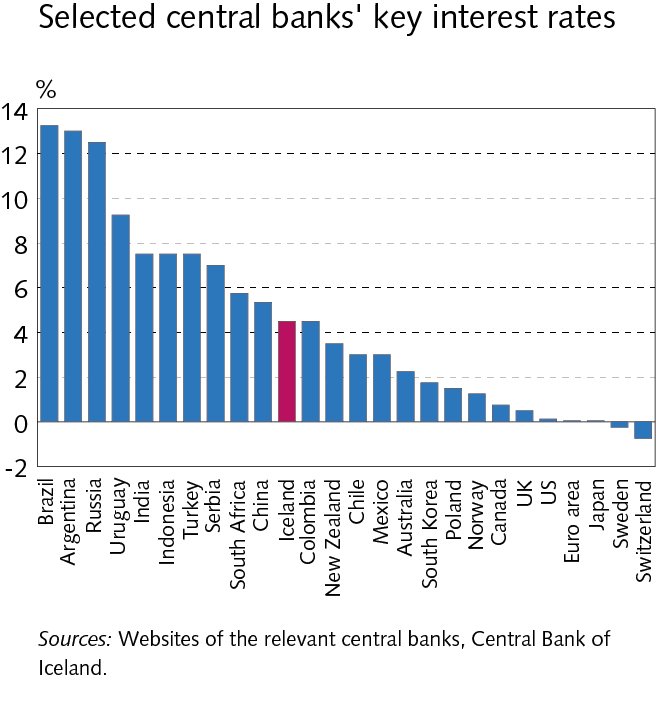 Selected central banks' key interest rates
%
14
12
10
8
6
4
2
0
-2
Brazil
Argentina
Russia
Uruguay
India
Indonesia
Turkey
Serbia
South Africa
China
Iceland
Colombia
New Zealand
Chile
Mexico
Australia
South Korea
Poland
Norway
Canada
UK
US
Euro area
Japan
Sweden
Switzerland
Sources: Websites of the relevant central banks, Central Bank of
Iceland.